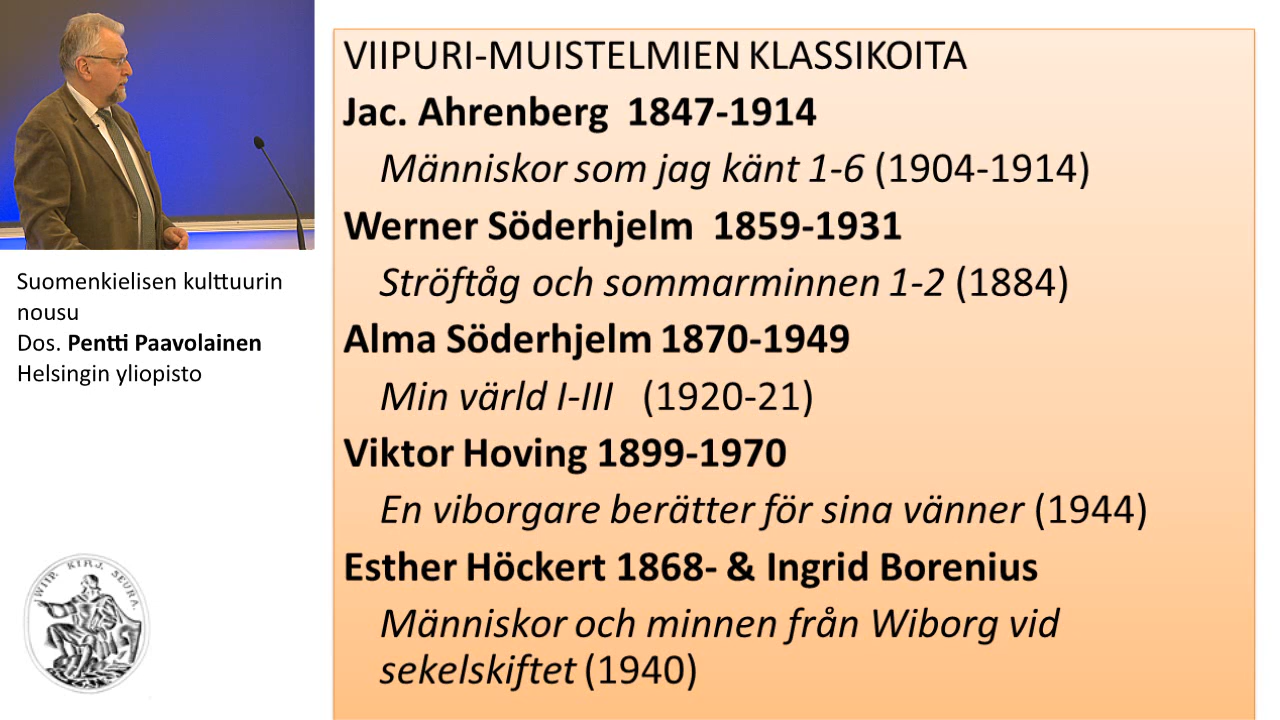 VIIPURI-MUISTELMIEN KLASSIKOITA
Jac. Ahrenberg 1847-1914
Människor som jag känt 1-6 (1904-1914)
Werner Söderhjelm 1859-1931
Ströftåg och sommarminnen 1-2 (1884)
Alma Söderhjelm 1870-1949
Min värld I-III (1920-21)
Viktor Hoving 1899-1970
En viborgare berätter för sina vänner (1944)
Esther Höckert 1868- & Ingrid Borenius
Människor och minnen från Wiborg vid
sekelskiftet (1940)
Suomenkielisen kulttuurin
nousu
Dos. Pentti Paavolainen
Helsingin yliopisto
WIIP. KIRJ. SEURA.